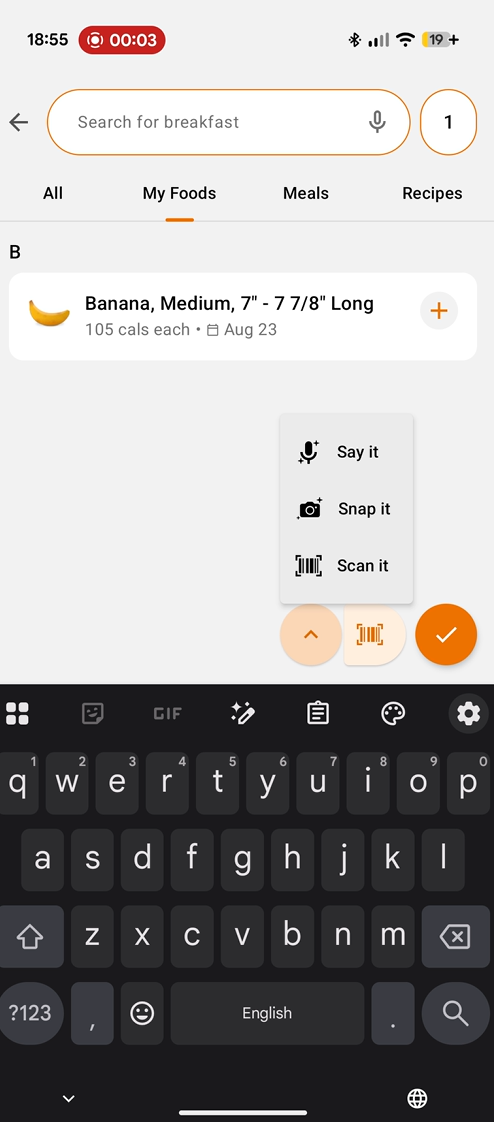 18:55 00:03 19+
Search for breakfast 1
All My Foods Meals Recipes
B
Banana, Medium, 7" - 7 7/8" Long
105 cals each • Aug 23
Say it
Snap it
Scan it
GIF
1 2 3 4 5 6 7 8 9 0
q w e r t y u i o p
a s d f g h j k l
z x c v b n m
?123 , English .